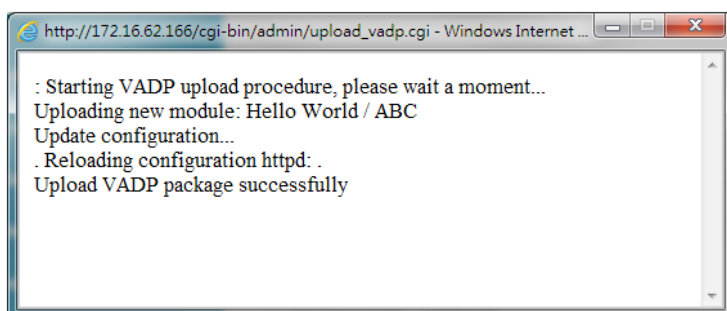 http://172.16.62.166/cgi-bin/admin/upload_vadp.cgi - Windows Internet ...
: Starting VADP upload procedure, please wait a moment...
Uploading new module: Hello World / ABC
Update configuration...
. Reloading configuration httpd: .
Upload VADP package successfully